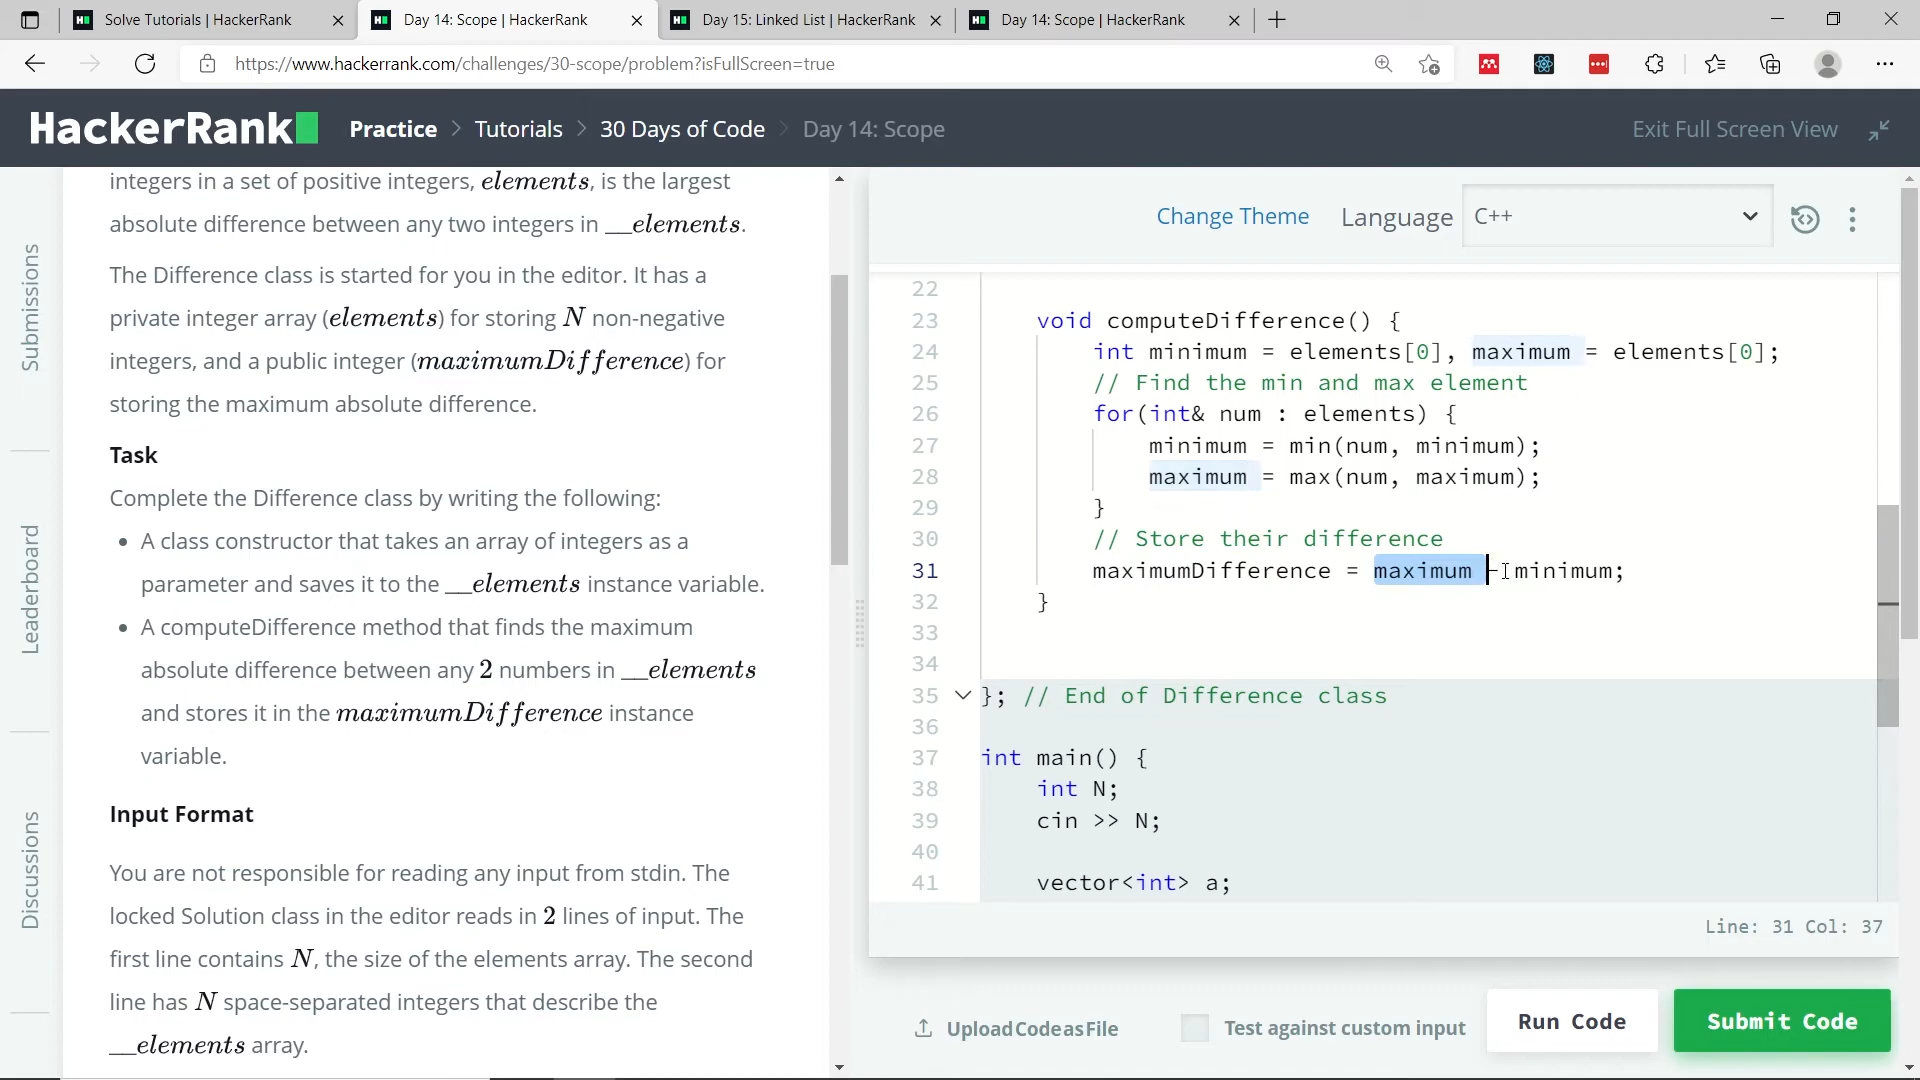 Solve Tutorials | HackerRank
Day 14: Scope | HackerRank
Day 15: Linked List | HackerRank
Day 14: Scope | HackerRank
https://www.hackerrank.com/challenges/30-scope/problem?isFullScreen=true
HackerRank
Practice > Tutorials > 30 Days of Code > Day 14: Scope
Exit Full Screen View
Submissions
Leaderboard
Discussions
integers in a set of positive integers, elements, is the largest
absolute difference between any two integers in __elements.
The Difference class is started for you in the editor. It has a
private integer array (elements) for storing N non-negative
integers, and a public integer (maximumDifference) for
storing the maximum absolute difference.
Task
Complete the Difference class by writing the following:
• A class constructor that takes an array of integers as a
parameter and saves it to the __elements instance variable.
• A computeDifference method that finds the maximum
absolute difference between any 2 numbers in __elements
and stores it in the maximumDifference instance
variable.
Input Format
You are not responsible for reading any input from stdin. The
locked Solution class in the editor reads in 2 lines of input. The
first line contains N, the size of the elements array. The second
line has N space-separated integers that describe the
__elements array.
Change Theme
Language
C++
22
23 void computeDifference() {
24 int minimum = elements[0], maximum = elements[0];
25 // Find the min and max element
26 for(int& num : elements) {
27 minimum = min(num, minimum);
28 maximum = max(num, maximum);
29 }
30 // Store their difference
31 maximumDifference = maximum - minimum;
32 }
33
34
35 }; // End of Difference class
36
37 int main() {
38 int N;
39 cin >> N;
40
41 vector<int> a;
Line: 31 Col: 37
Upload Code as File
Test against custom input
Run Code
Submit Code